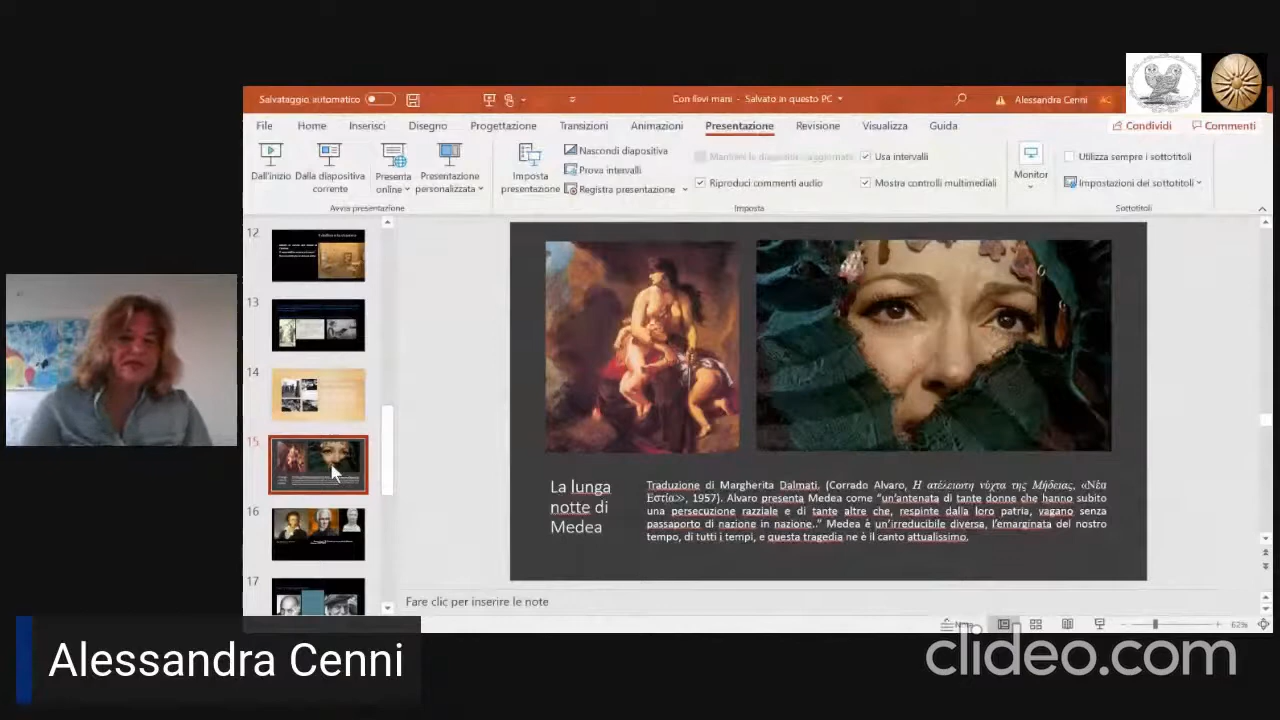 Salvataggio automatico
Con lievi mani - Salvato in questo PC
Alessandra Cenni
AC
File Home Inserisci Disegno Progettazione Transizioni Animazioni Presentazione Revisione Visualizza Guida
Condividi Commenti
Dall'inizio
Dalla diapositiva corrente
Presenta online
Presentazione personalizzata
Avvia presentazione
Imposta presentazione
Nascondi diapositiva
Prova intervalli
Registra presentazione
Mantieni le diapositive aggiornate
Riproduci commenti audio
Usa intervalli
Mostra controlli multimediali
Imposta
Monitor
Utilizza sempre i sottotitoli
Impostazioni dei sottotitoli
Sottotitoli
12
13
14
15
16
17
La lunga
notte di
Medea
Traduzione di Margherita Dalmati, (Corrado Alvaro, Η ατέλειωτη νύχτα της Μήδειας, «Νέα
Εστία», 1957). Alvaro presenta Medea come “un'antenata di tante donne che hanno subito
una persecuzione razziale e di tante altre che, respinte dalla loro patria, vagano senza
passaporto di nazione in nazione..” Medea è un'irreducibile diversa, l'emarginata del nostro
tempo, di tutti i tempi, e questa tragedia ne è il canto attualissimo.
Fare clic per inserire le note
62%
Alessandra Cenni
clideo.com